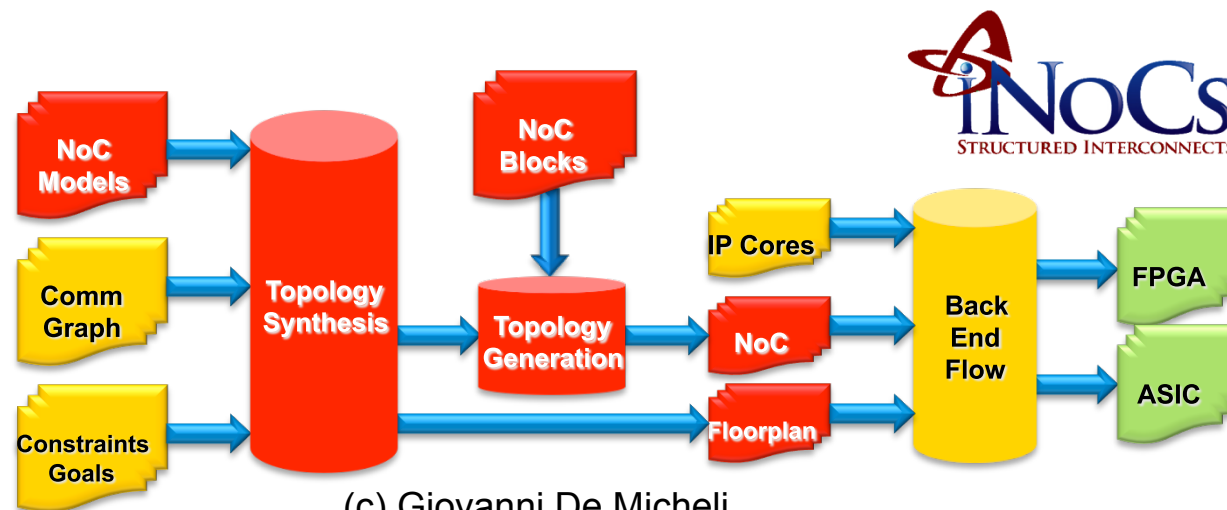 iNoCs
STRUCTURED INTERCONNECTS
NoC
Models
NoC
Blocks
IP Cores
Comm
Graph
Topology
Synthesis
Topology
Generation
NoC
Back
End
Flow
FPGA
ASIC
Constraints
Goals
Floorplan
(c) Giovanni De Micheli